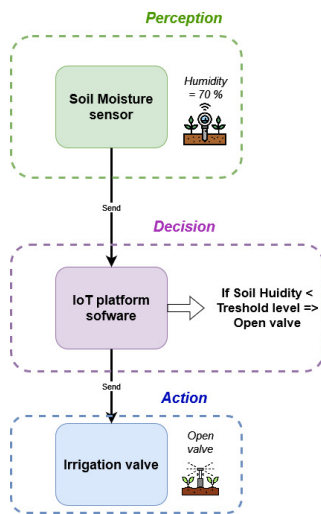 Perception
Soil Moisture
sensor
Humidity
= 70 %
Send
Decision
IoT platform
sofware
If Soil Huidity <
Treshold level =>
Open valve
Send
Action
Irrigation valve
Open
valve